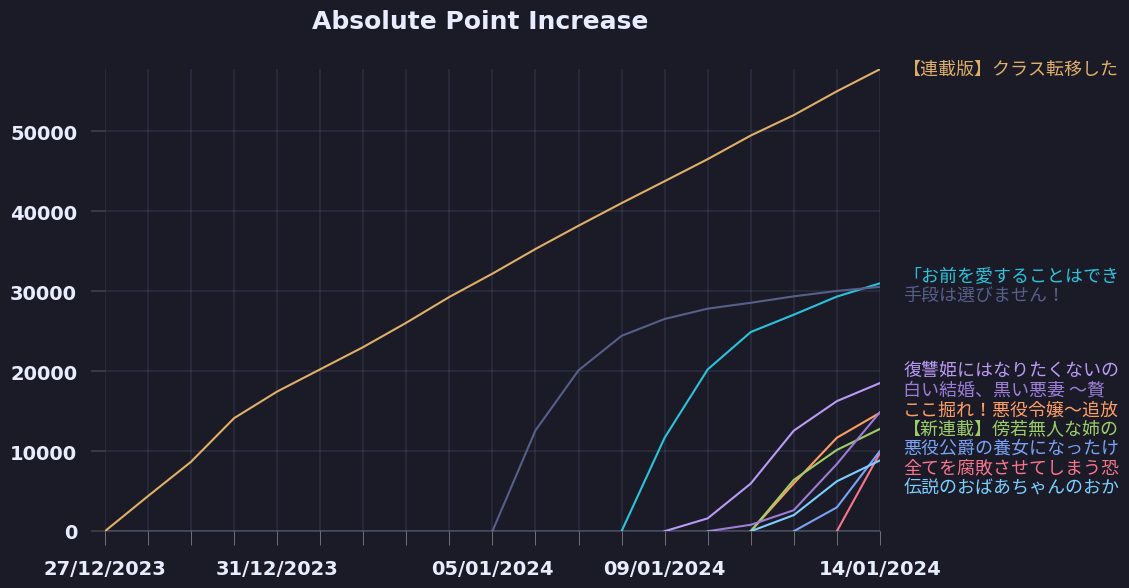 Absolute Point Increase
50000
40000
30000
20000
10000
0
27/12/2023
31/12/2023
05/01/2024
09/01/2024
14/01/2024
【連載版】クラス転移した
「お前を愛することはでき
手段は選びません！
復讐姫にはなりたくないの
白い結婚、黒い悪妻 ～贅
ここ掘れ！悪役令嬢～追放
【新連載】傍若無人な姉の
悪役公爵の養女になったけ
全てを腐敗させてしまう恐
伝説のおばあちゃんのおか